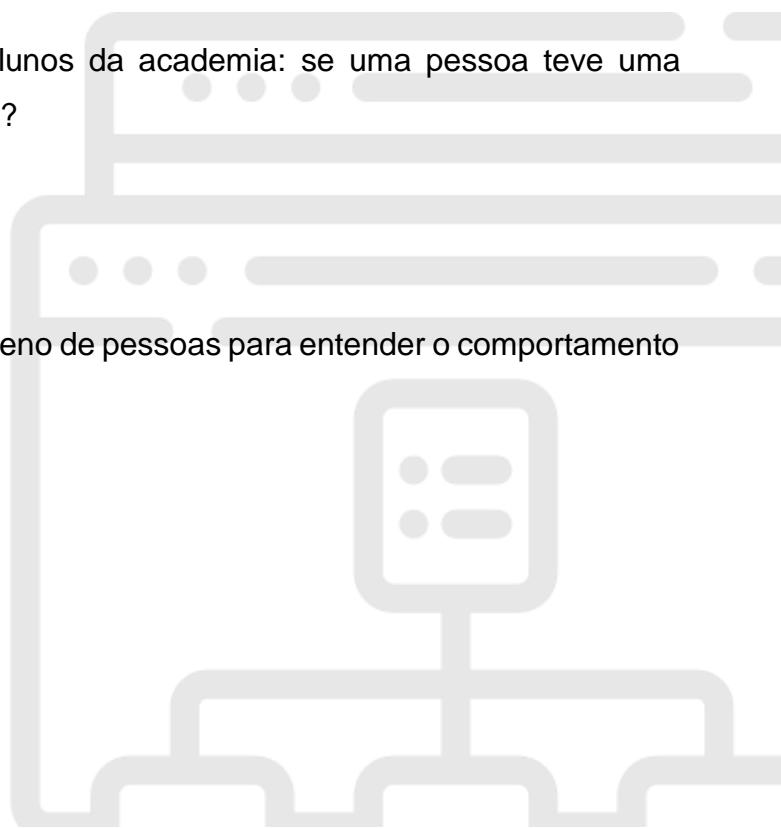 lunos da academia: se uma pessoa teve uma
?
eno de pessoas para entender o comportamento